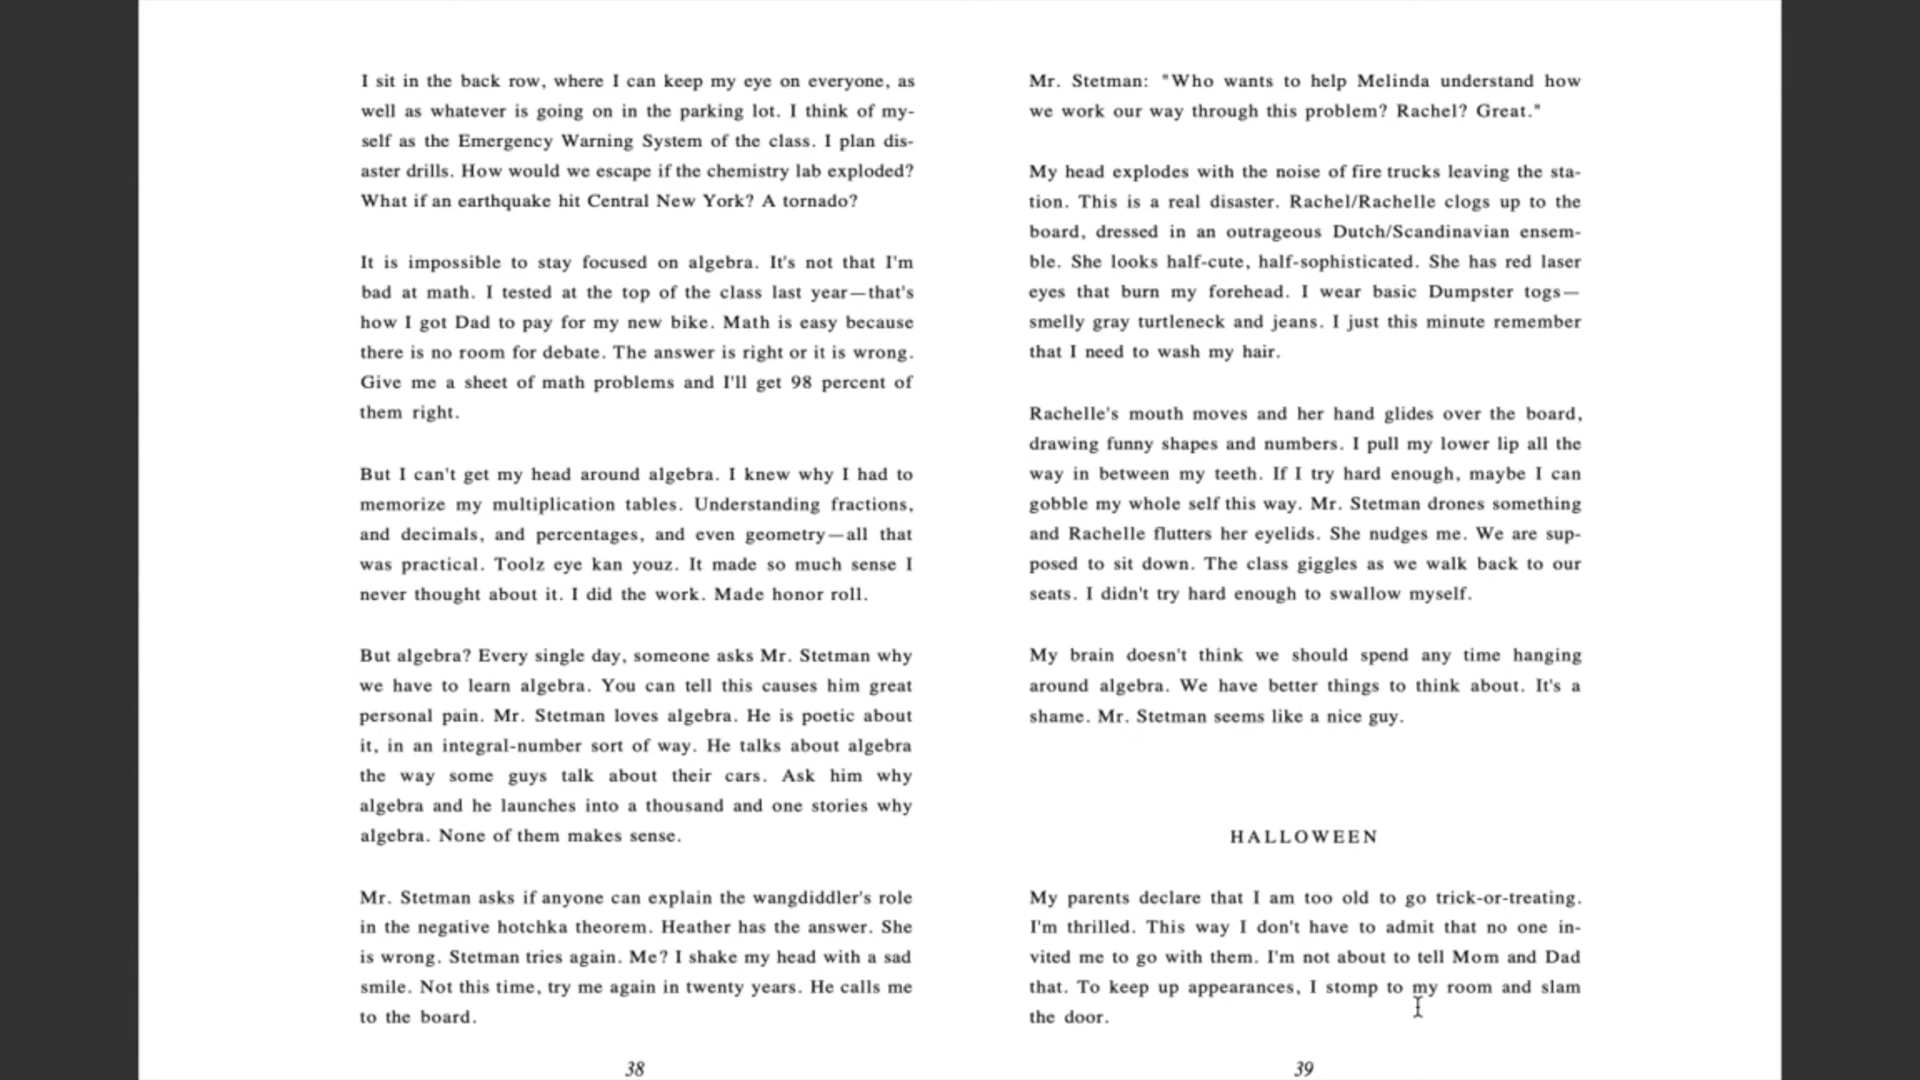 I sit in the back row, where I can keep my eye on everyone, as
well as whatever is going on in the parking lot. I think of my-
self as the Emergency Warning System of the class. I plan dis-
aster drills. How would we escape if the chemistry lab exploded?
What if an earthquake hit Central New York? A tornado?
It is impossible to stay focused on algebra. It's not that I'm
bad at math. I tested at the top of the class last year—that's
how I got Dad to pay for my new bike. Math is easy because
there is no room for debate. The answer is right or it is wrong.
Give me a sheet of math problems and I'll get 98 percent of
them right.
But I can't get my head around algebra. I knew why I had to
memorize my multiplication tables. Understanding fractions,
and decimals, and percentages, and even geometry—all that
was practical. Toolz eye kan youz. It made so much sense I
never thought about it. I did the work. Made honor roll.
But algebra? Every single day, someone asks Mr. Stetman why
we have to learn algebra. You can tell this causes him great
personal pain. Mr. Stetman loves algebra. He is poetic about
it, in an integral-number sort of way. He talks about algebra
the way some guys talk about their cars. Ask him why
algebra and he launches into a thousand and one stories why
algebra. None of them makes sense.
Mr. Stetman asks if anyone can explain the wangdiddler's role
in the negative hotchka theorem. Heather has the answer. She
is wrong. Stetman tries again. Me? I shake my head with a sad
smile. Not this time, try me again in twenty years. He calls me
to the board.
38
Mr. Stetman: "Who wants to help Melinda understand how
we work our way through this problem? Rachel? Great."
My head explodes with the noise of fire trucks leaving the sta-
tion. This is a real disaster. Rachel/Rachelle clogs up to the
board, dressed in an outrageous Dutch/Scandinavian ensem-
ble. She looks half-cute, half-sophisticated. She has red laser
eyes that burn my forehead. I wear basic Dumpster togs—
smelly gray turtleneck and jeans. I just this minute remember
that I need to wash my hair.
Rachelle's mouth moves and her hand glides over the board,
drawing funny shapes and numbers. I pull my lower lip all the
way in between my teeth. If I try hard enough, maybe I can
gobble my whole self this way. Mr. Stetman drones something
and Rachelle flutters her eyelids. She nudges me. We are sup-
posed to sit down. The class giggles as we walk back to our
seats. I didn't try hard enough to swallow myself.
My brain doesn't think we should spend any time hanging
around algebra. We have better things to think about. It's a
shame. Mr. Stetman seems like a nice guy.
HALLOWEEN
My parents declare that I am too old to go trick-or-treating.
I'm thrilled. This way I don't have to admit that no one in-
vited me to go with them. I'm not about to tell Mom and Dad
that. To keep up appearances, I stomp to my room and slam
the door.
39